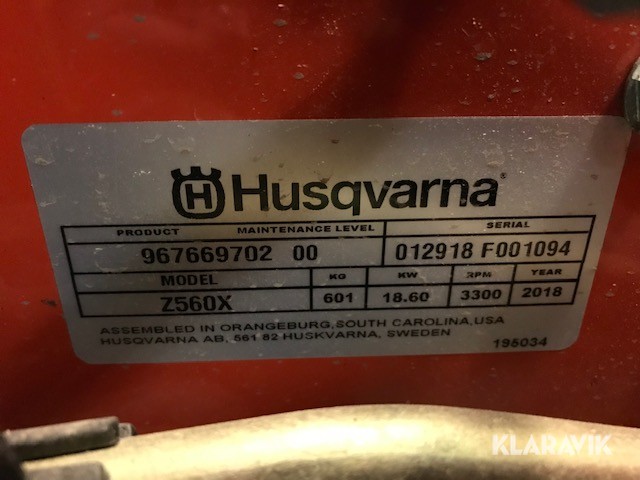 H Husqvarna
PRODUCT MAINTENANCE LEVEL SERIAL
967669702 00 012918 F001094
MODEL KG KW RPM YEAR
Z560X 601 18.60 3300 2018
ASSEMBLED IN ORANGEBURG,SOUTH CAROLINA,USA
HUSQVARNA AB, 561 82 HUSKVARNA, SWEDEN 195034
KLARAVIK